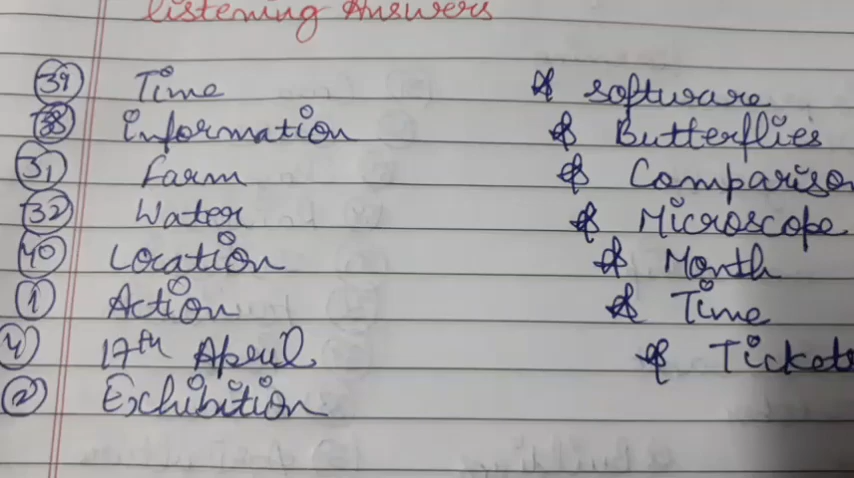 listening Answers
39 Time * software
38 information * Butterflies
31 farm * Comparison
32 Water * Microscope
40 Location * Month
1 Action * Time
4 17th April * Tickets
2 Exhibition